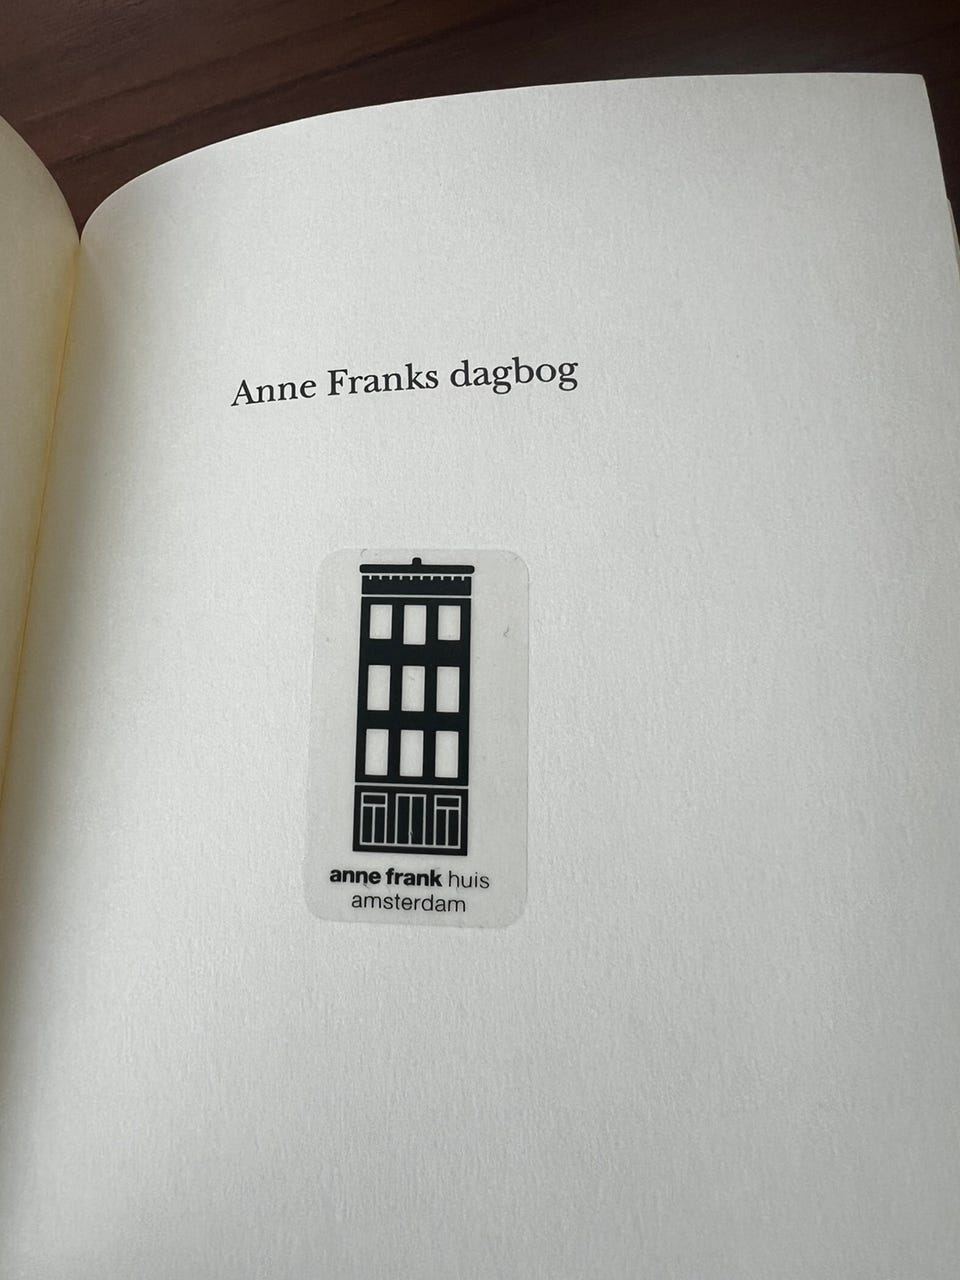 Anne Franks dagbog
anne frank huis
amsterdam